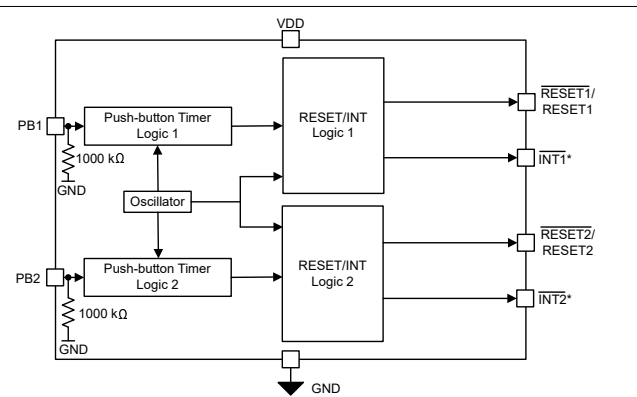 VDD
PB1
Push-button Timer
Logic 1
RESET/INT
Logic 1
RESET1/
RESET1
1000 kΩ
GND
INT1*
Oscillator
PB2
Push-button Timer
Logic 2
RESET/INT
Logic 2
RESET2/
RESET2
1000 kΩ
GND
INT2*
GND